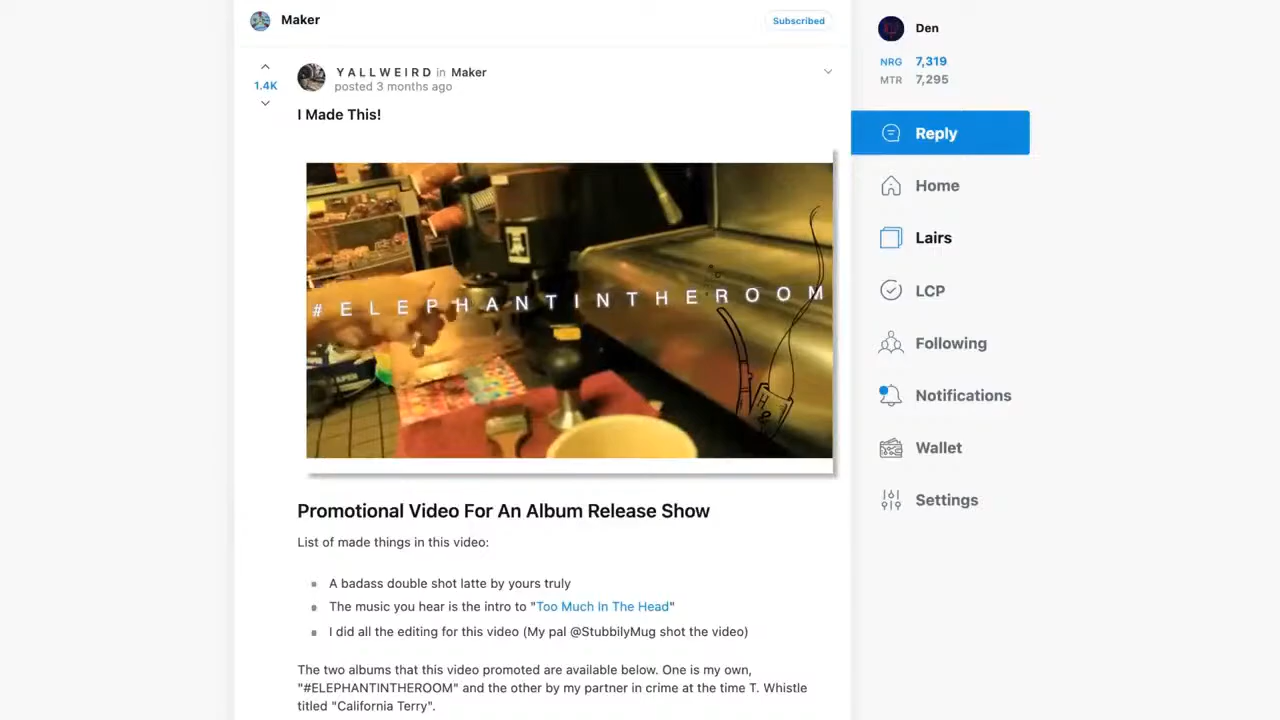 Maker
Subscribed
1.4K
Y A L L W E I R D in Maker
posted 3 months ago
I Made This!
#ELEPHANTINTHEROOM
Promotional Video For An Album Release Show
List of made things in this video:
A badass double shot latte by yours truly
The music you hear is the intro to "Too Much In The Head"
I did all the editing for this video (My pal @StubbilyMug shot the video)
The two albums that this video promoted are available below. One is my own,
"#ELEPHANTINTHEROOM" and the other by my partner in crime at the time T. Whistle
titled "California Terry".
Den
NRG 7,319
MTR 7,295
Reply
Home
Lairs
LCP
Following
Notifications
Wallet
Settings